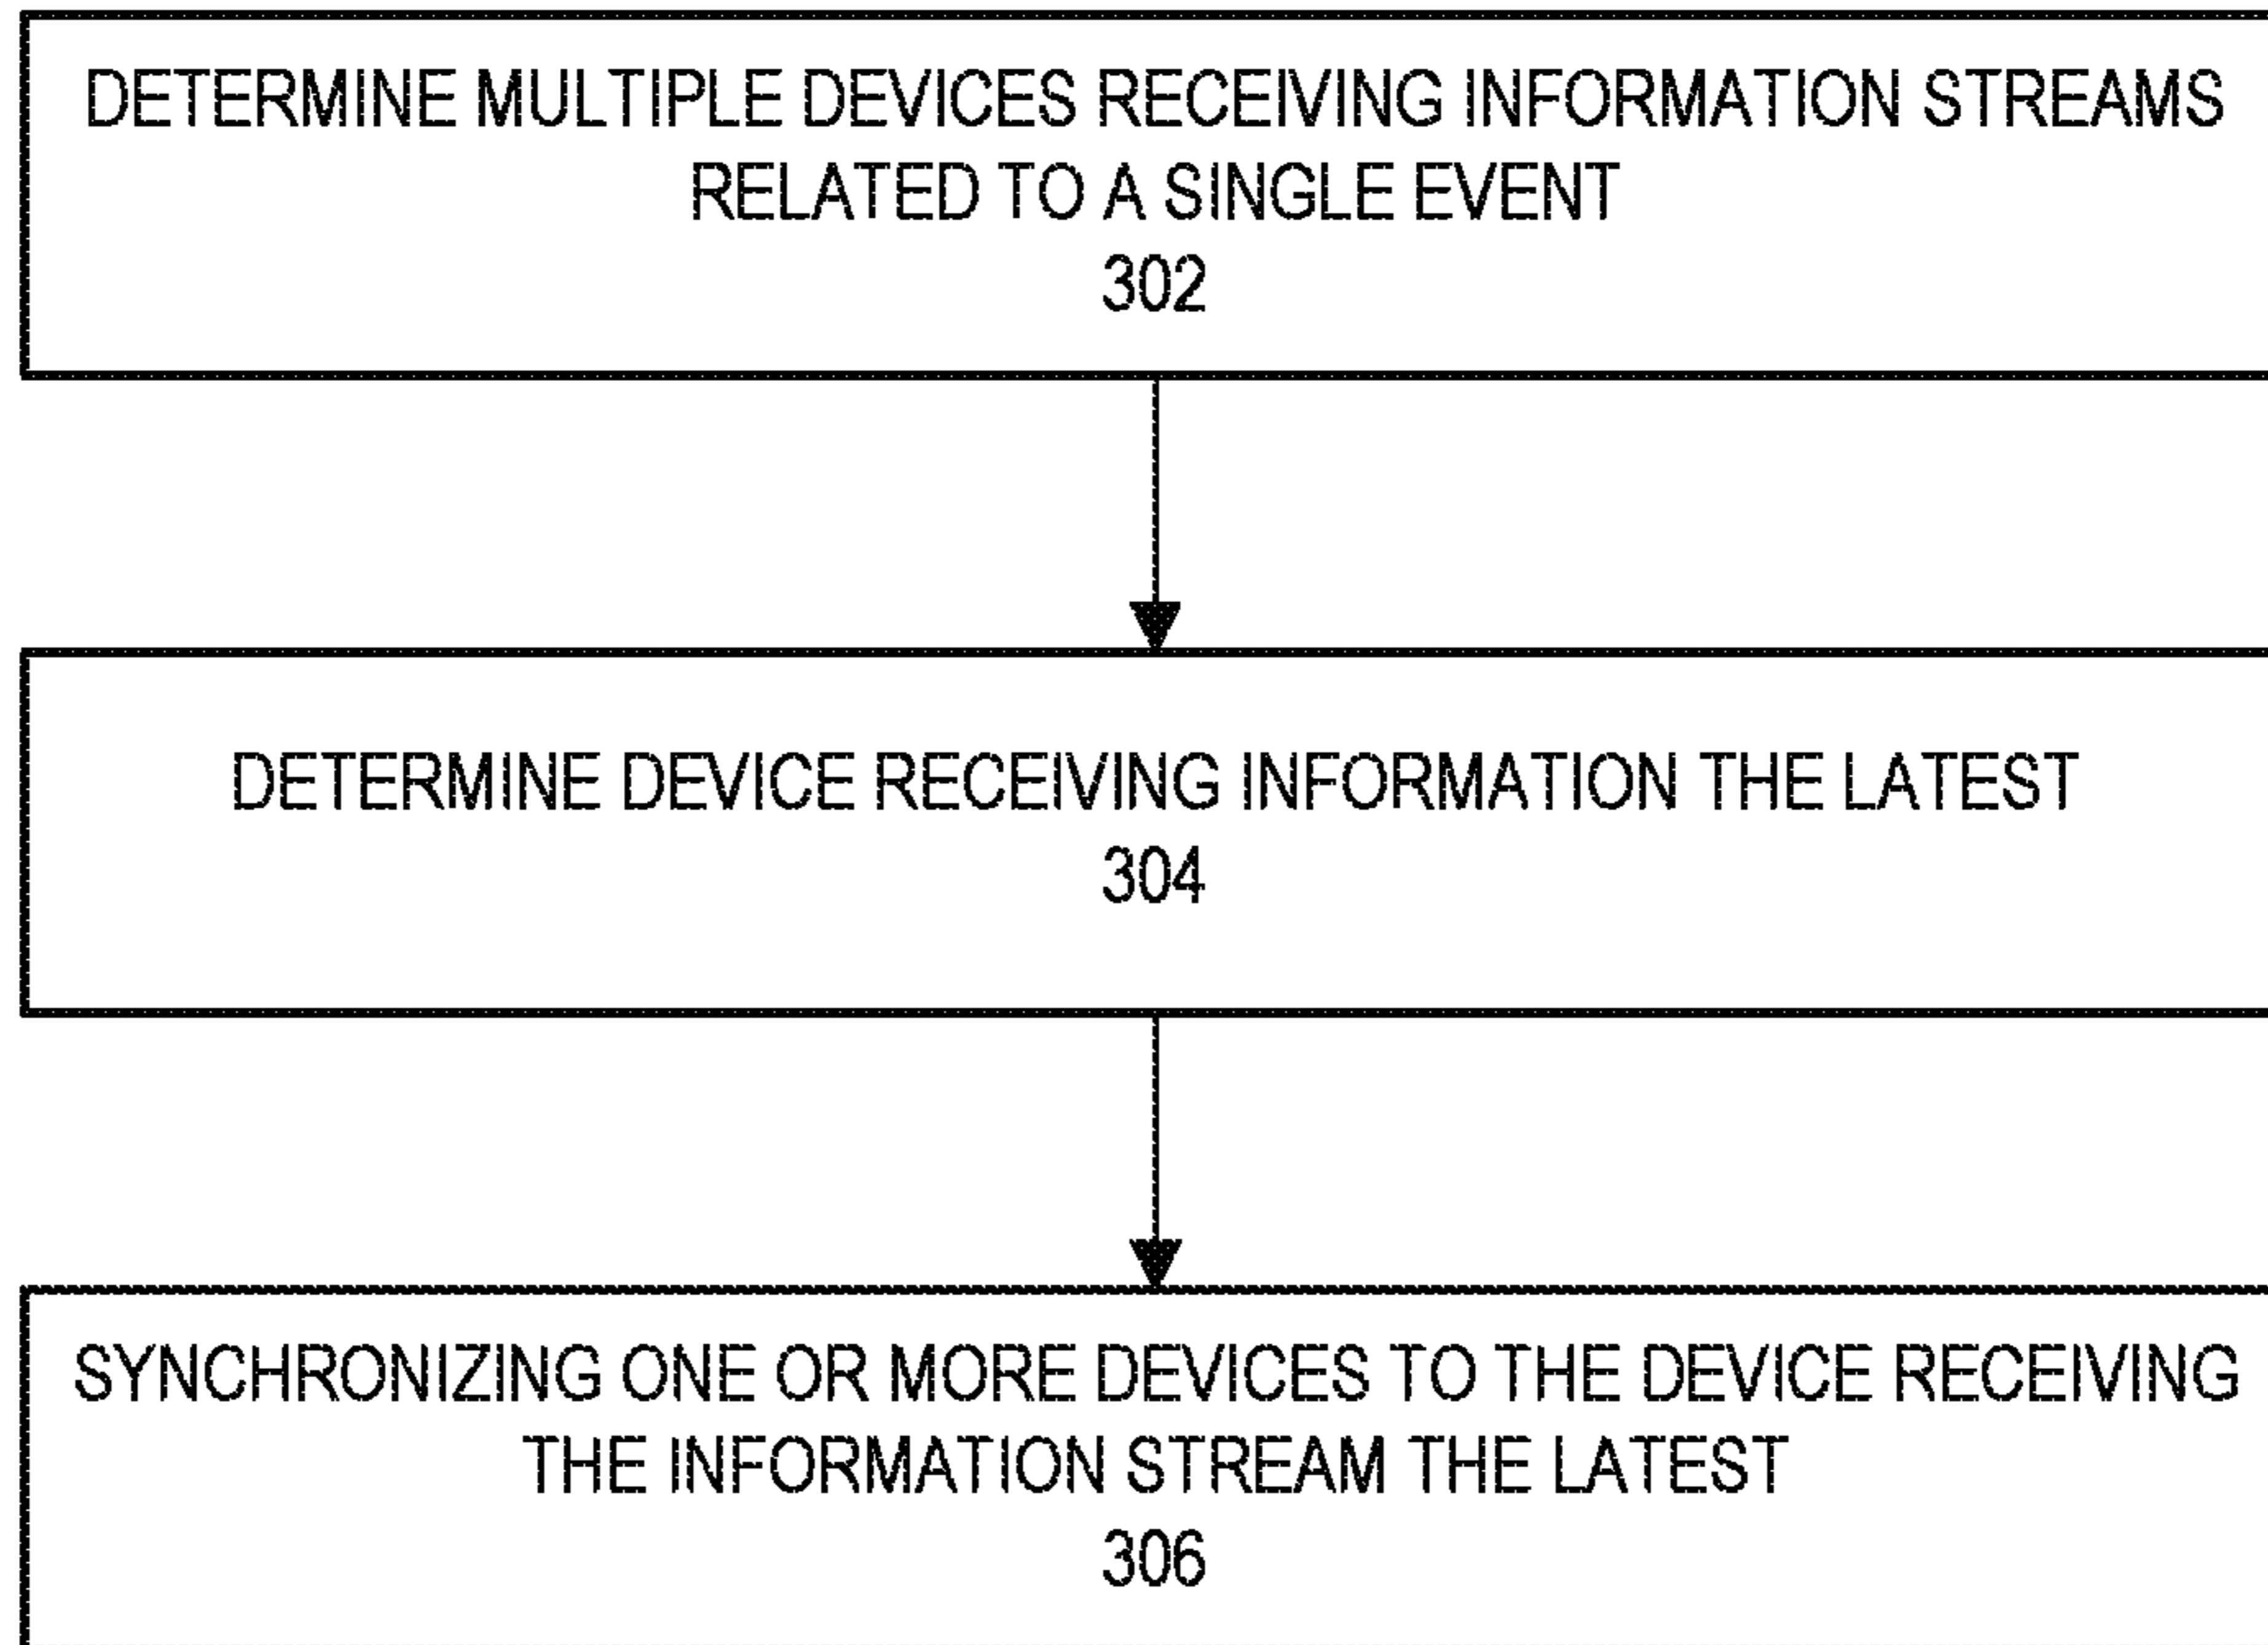 DETERMINE MULTIPLE DEVICES RECEIVING INFORMATION STREAMS
RELATED TO A SINGLE EVENT
302
DETERMINE DEVICE RECEIVING INFORMATION THE LATEST
304
SYNCHRONIZING ONE OR MORE DEVICES TO THE DEVICE RECEIVING
THE INFORMATION STREAM THE LATEST
306